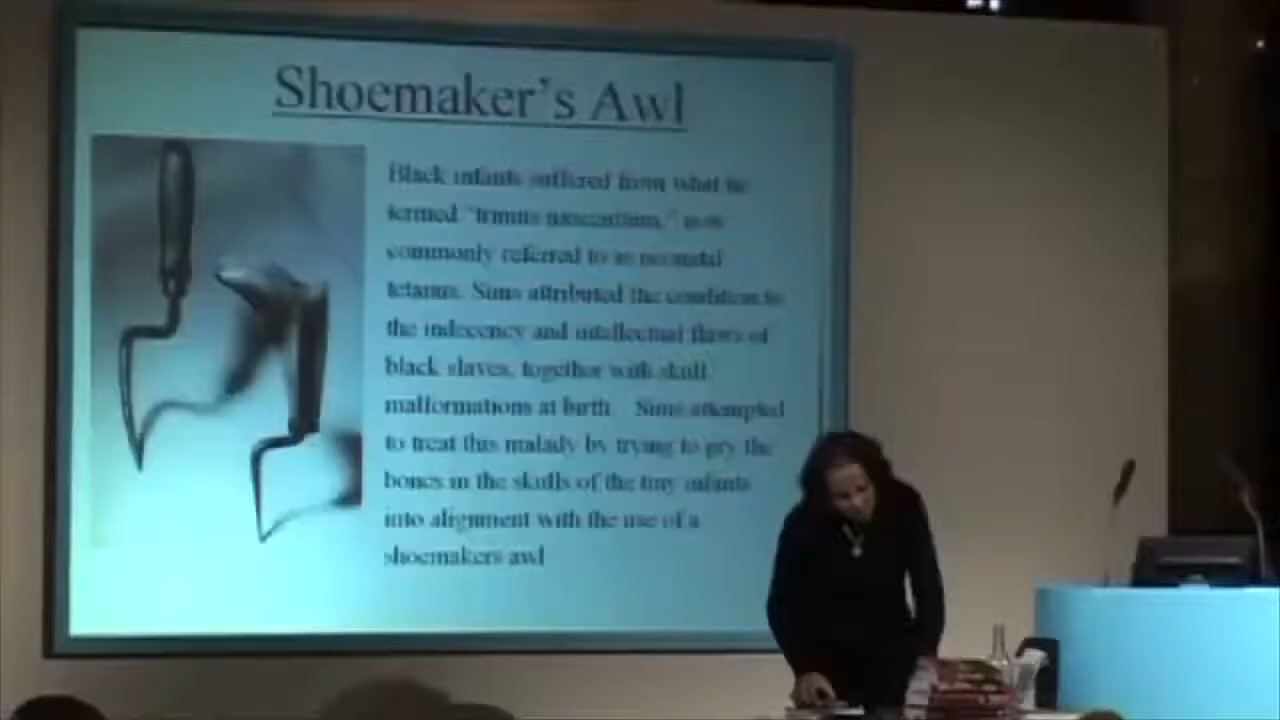 Shoemaker's Awl
Black infants suffered from what he
termed "trimus nascentium," now
commonly referred to as neonatal
tetanus. Sims attributed the condition to
the indecency and intellectual flaws of
black slaves, together with skull
malformations at birth Sims attempted
to treat this malady by trying to pry the
bones in the skulls of the tiny infants
into alignment with the use of a
shoemakers awl